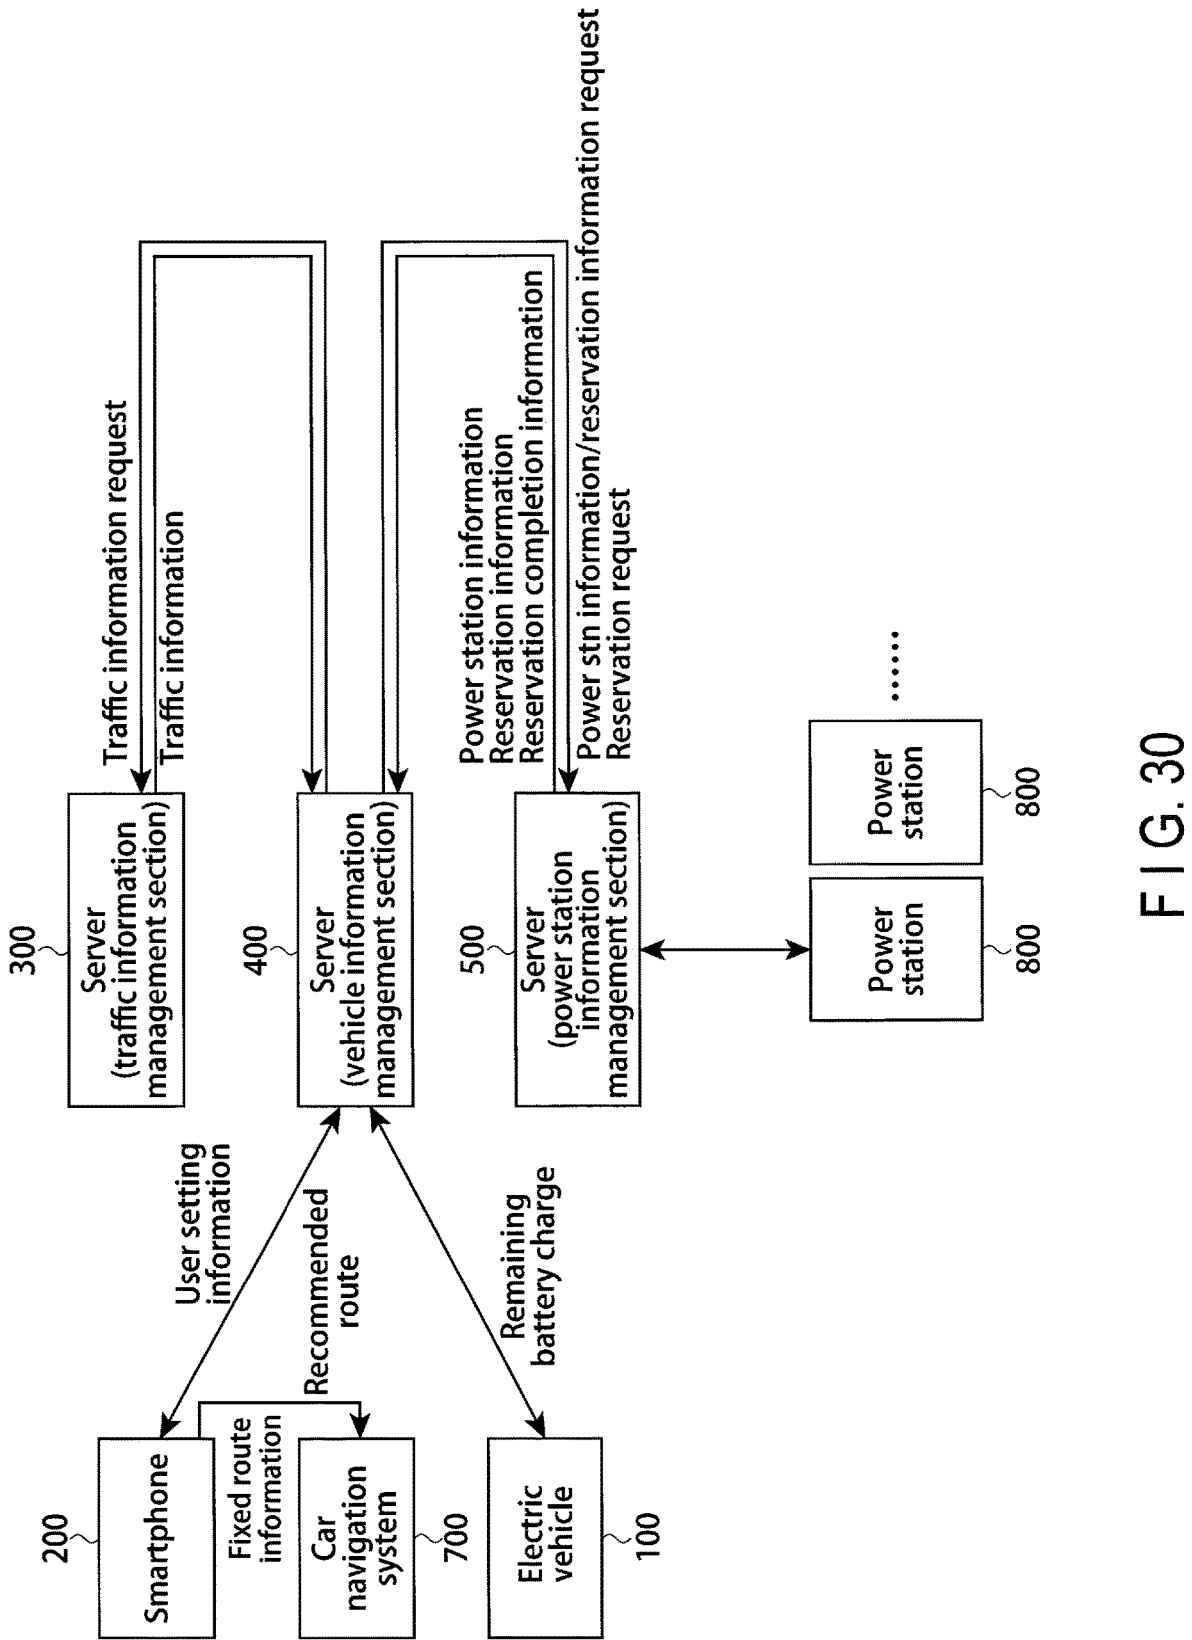 200
Smartphone
Fixed route
information
Car
navigation
system
700
Electric
vehicle
100
User setting
information
Recommended
route
Remaining
battery charge
300
Server
(traffic information
management section)
400
Server
(vehicle information
management section)
500
Server
(power station
information
management section)
Traffic information request
Traffic information
Power station information
Reservation information
Reservation completion information
Power stn information/reservation information request
Reservation request
Power
station
800
Power
station
800
......
FIG. 30